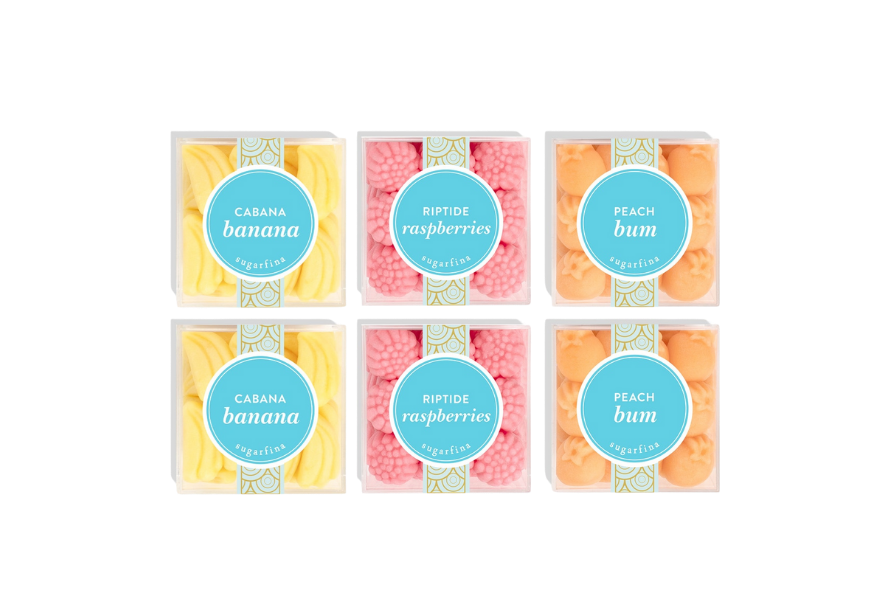 CABANA
banana
sugarfina
RIPTIDE
raspberries
sugarfina
PEACH
bum
sugarfina
CABANA
banana
sugarfina
RIPTIDE
raspberries
sugarfina
PEACH
bum
sugarfina